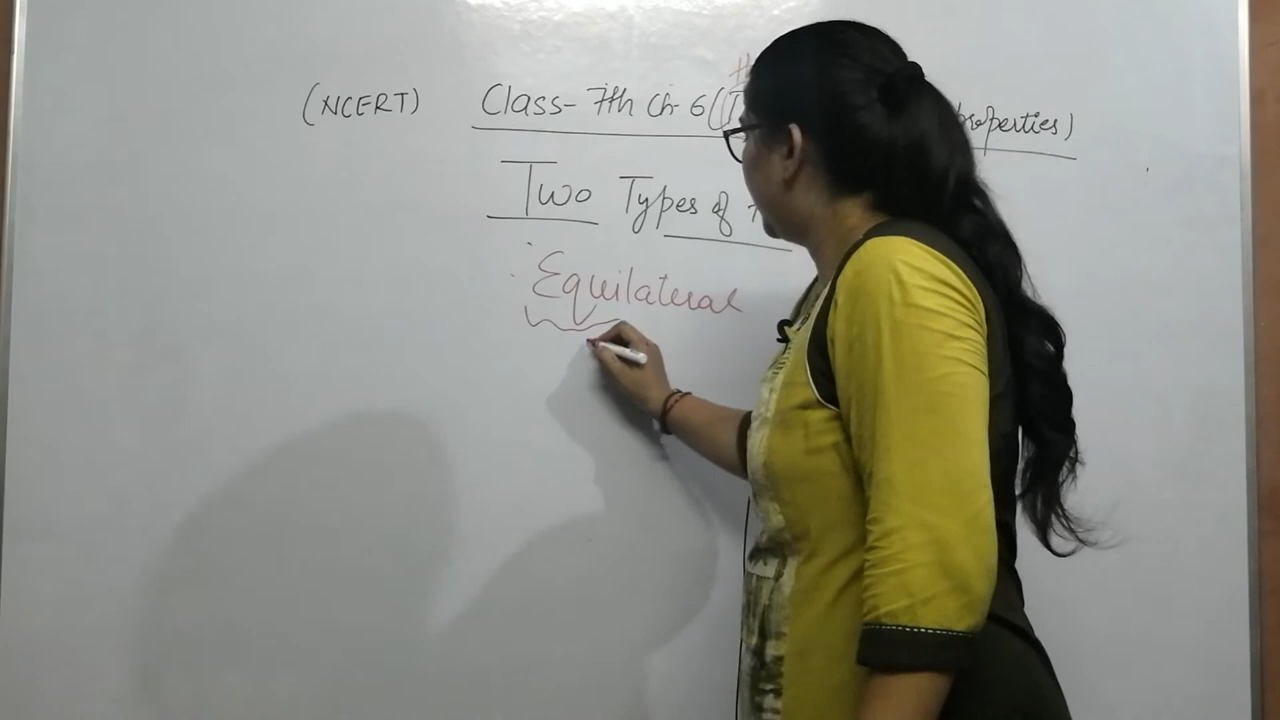 (NCERT) Class-7th Ch-6 ( properties)
Two Types of
Equilateral